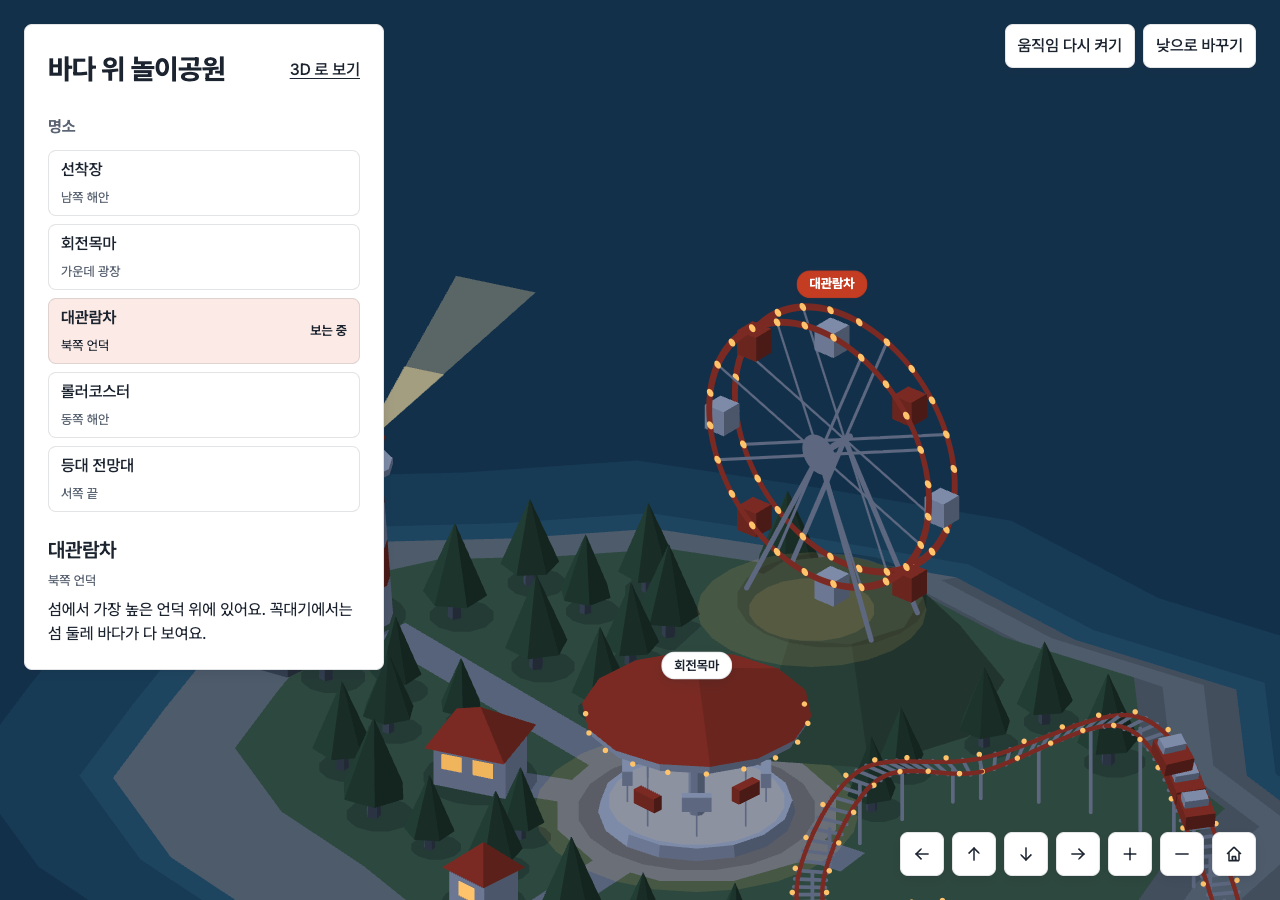 바다 위 놀이공원
3D 로 보기
움직임 다시 켜기
낮으로 바꾸기
명소
선착장
남쪽 해안
회전목마
가운데 광장
대관람차
북쪽 언덕
보는 중
롤러코스터
동쪽 해안
등대 전망대
서쪽 끝
대관람차
북쪽 언덕
섬에서 가장 높은 언덕 위에 있어요. 꼭대기에서는
섬 둘레 바다가 다 보여요.
대관람차
회전목마